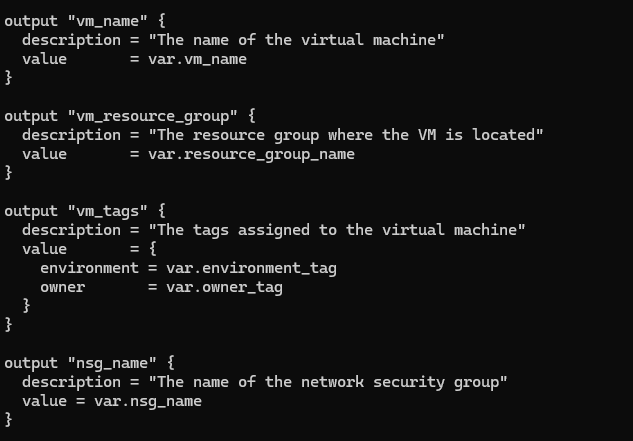 output "vm_name" {
  description = "The name of the virtual machine"
  value       = var.vm_name
}

output "vm_resource_group" {
  description = "The resource group where the VM is located"
  value       = var.resource_group_name
}

output "vm_tags" {
  description = "The tags assigned to the virtual machine"
  value       = {
    environment = var.environment_tag
    owner       = var.owner_tag
  }
}

output "nsg_name" {
  description = "The name of the network security group"
  value = var.nsg_name
}